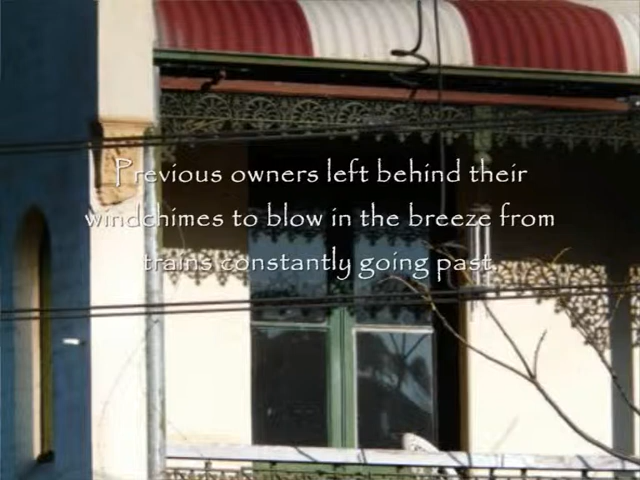 Previous owners left behind their
windchimes to blow in the breeze from
trains constantly going past.